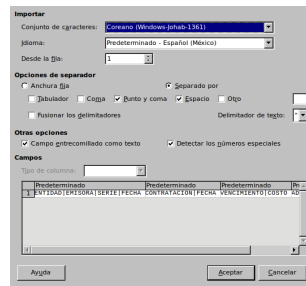 Importar
Conjunto de caracteres: Coreano (Windows-Johab-1361)
Idioma: Predeterminado - Español (México)
Desde la fila: 1
Opciones de separador
Anchura fija Separado por
Tabulador Coma Punto y coma Espacio Otro
Fusionar los delimitadores Delimitador de texto: "
Otras opciones
Campo entrecomillado como texto Detectar los números especiales
Campos
Tipo de columna:
Predeterminado Predeterminado Predeterminado Pr
1 ENTIDAD|EMISORA|SERIE|FECHA CONTRATACION|FECHA VENCIMIENTO|COSTO AD
Ayuda Aceptar Cancelar